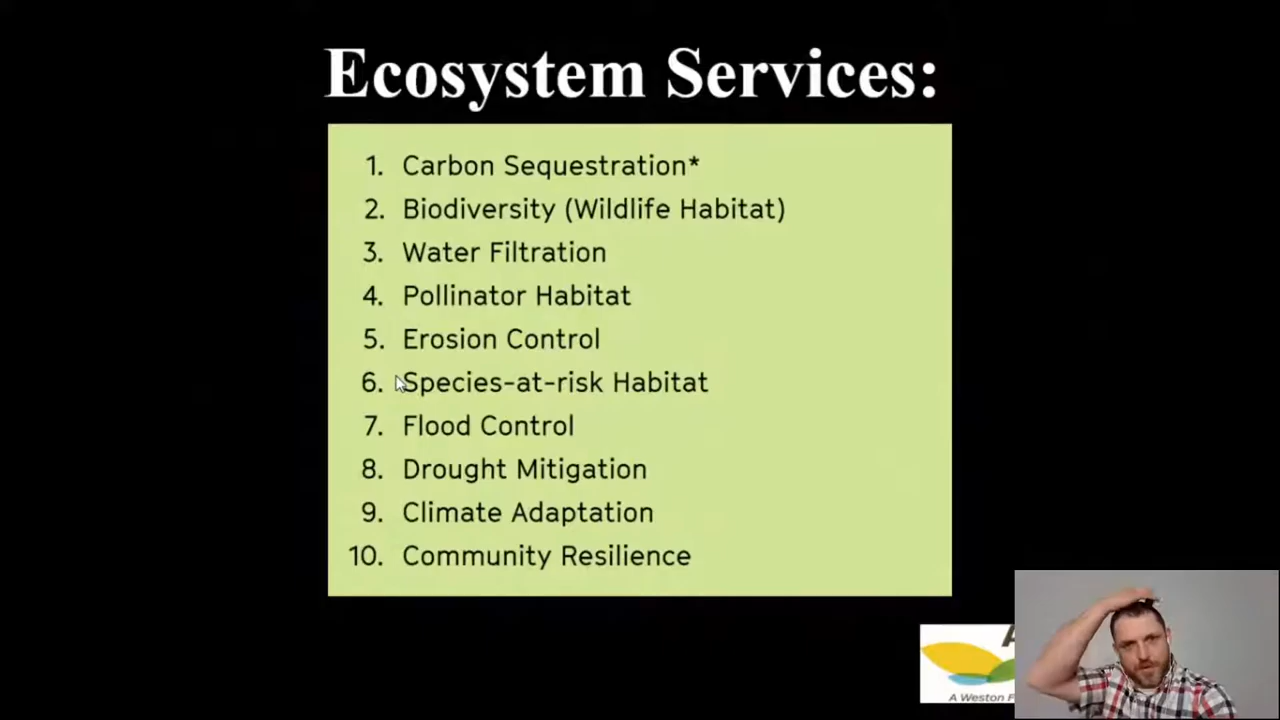 Ecosystem Services:
1. Carbon Sequestration*
2. Biodiversity (Wildlife Habitat)
3. Water Filtration
4. Pollinator Habitat
5. Erosion Control
6. Species-at-risk Habitat
7. Flood Control
8. Drought Mitigation
9. Climate Adaptation
10. Community Resilience
A Weston F